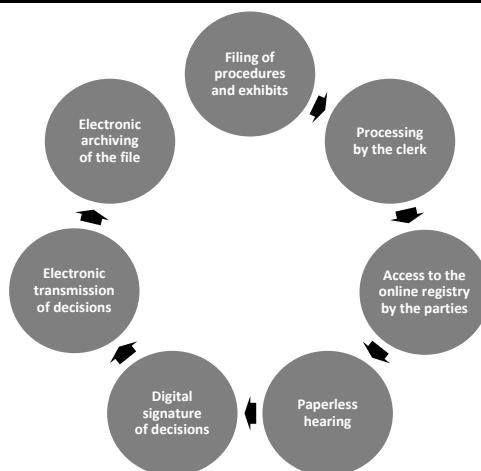 Filing of
procedures
and exhibits
Processing
by the clerk
Access to the
online registry
by the parties
Paperless
hearing
Digital
signature
of decisions
Electronic
transmission
of decisions
Electronic
archiving
of the file